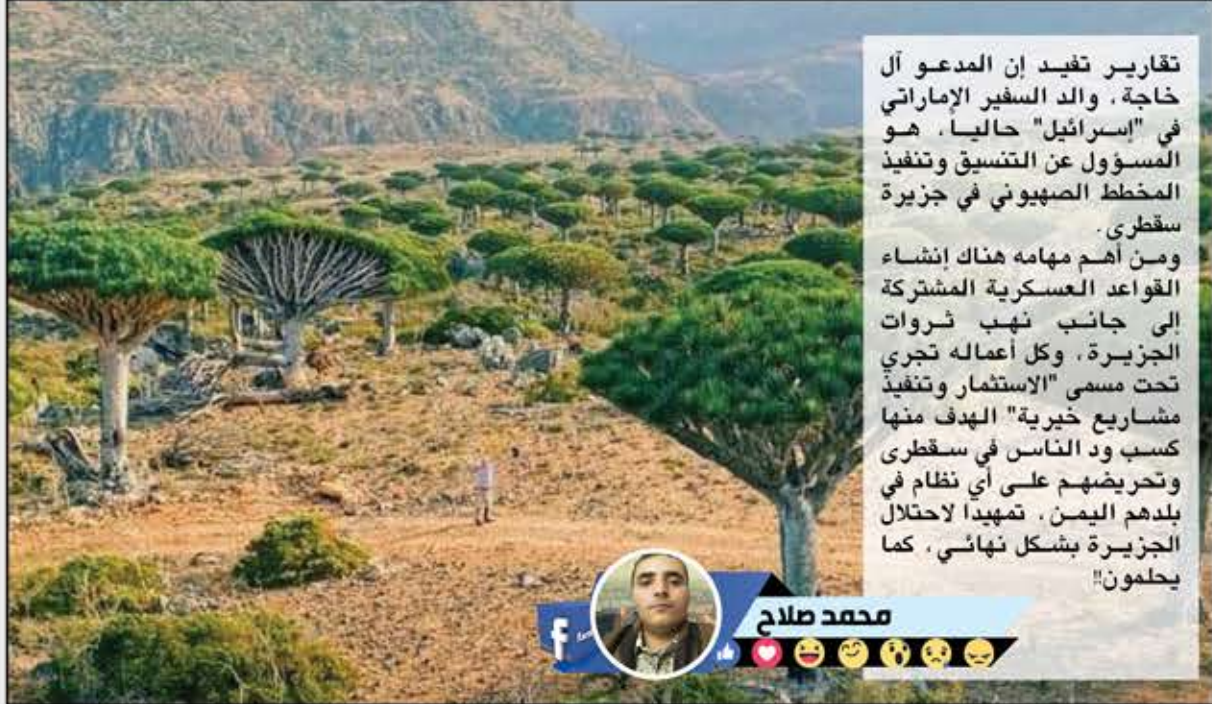 تقارير تفيد إن المدعو آل
خاجة، والد السفير الإماراتي
في "إسرائيل" حاليا، هو
المسؤول عن التنسيق وتنفيذ
المخطط الصهيوني في جزيرة
سقطرى.
ومن أهم مهامه هناك إنشاء
القواعد العسكرية المشتركة
إلى جانب نهب ثروات
الجزيرة، وكل أعماله تجري
تحت مسمى "الاستثمار وتنفيذ
مشاريع خيرية" الهدف منها
كسب ود الناس في سقطرى
وتحريضهم على أي نظام في
بلدهم اليمن، تمهيدا لاحتلال
الجزيرة بشكل نهائي، كما
يحلمون!!
محمد صلاح
f